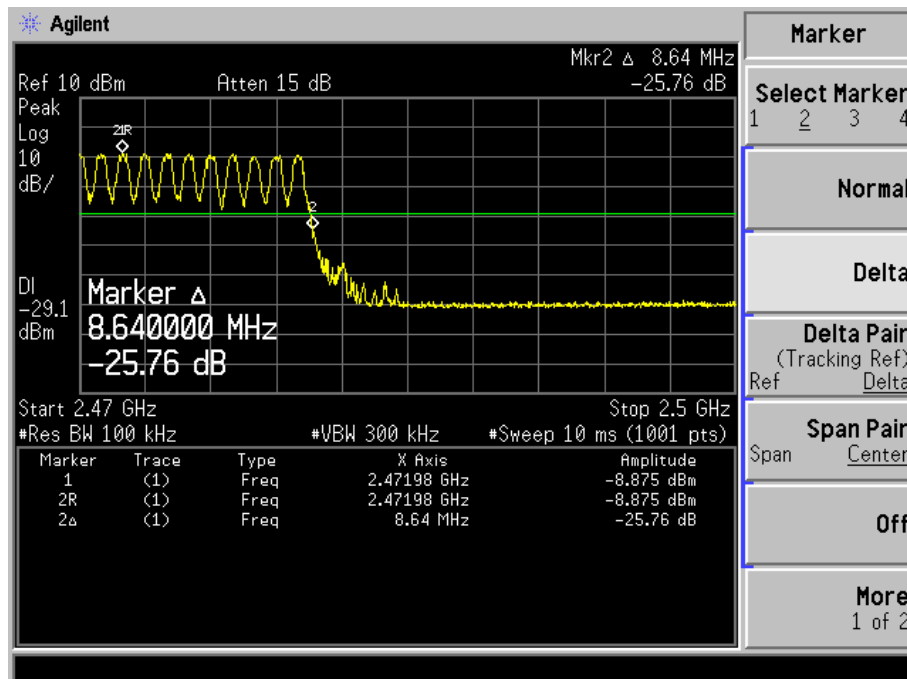 Agilent
Mkr2 Δ 8.64 MHz
Ref 10 dBm Atten 15 dB -25.76 dB
Peak
Log
10
dB/
2R
2
DI
-29.1
dBm
Marker Δ
8.640000 MHz
-25.76 dB
Start 2.47 GHz Stop 2.5 GHz
#Res BW 100 kHz #VBW 300 kHz #Sweep 10 ms (1001 pts)
Marker Trace Type X Axis Amplitude
1 (1) Freq 2.47198 GHz -8.875 dBm
2R (1) Freq 2.47198 GHz -8.875 dBm
2Δ (1) Freq 8.64 MHz -25.76 dB
Marker
Select Marker
1 2 3 4
Normal
Delta
Delta Pair
(Tracking Ref)
Ref Delta
Span Pair
Span Center
Off
More
1 of 2